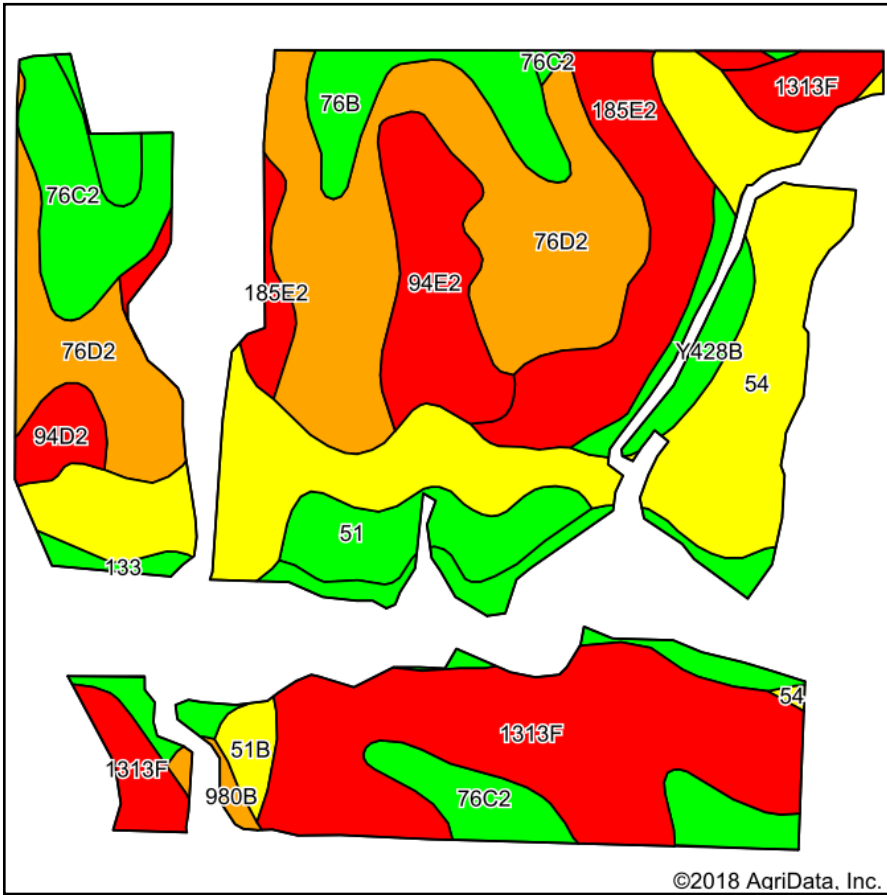 76C2
1313F
76B
185E2
76C2
76D2
94E2
185E2
Y428B
76D2
54
94D2
51
133
54
1313F
51B
1313F
980B
76C2
©2018 AgriData, Inc.